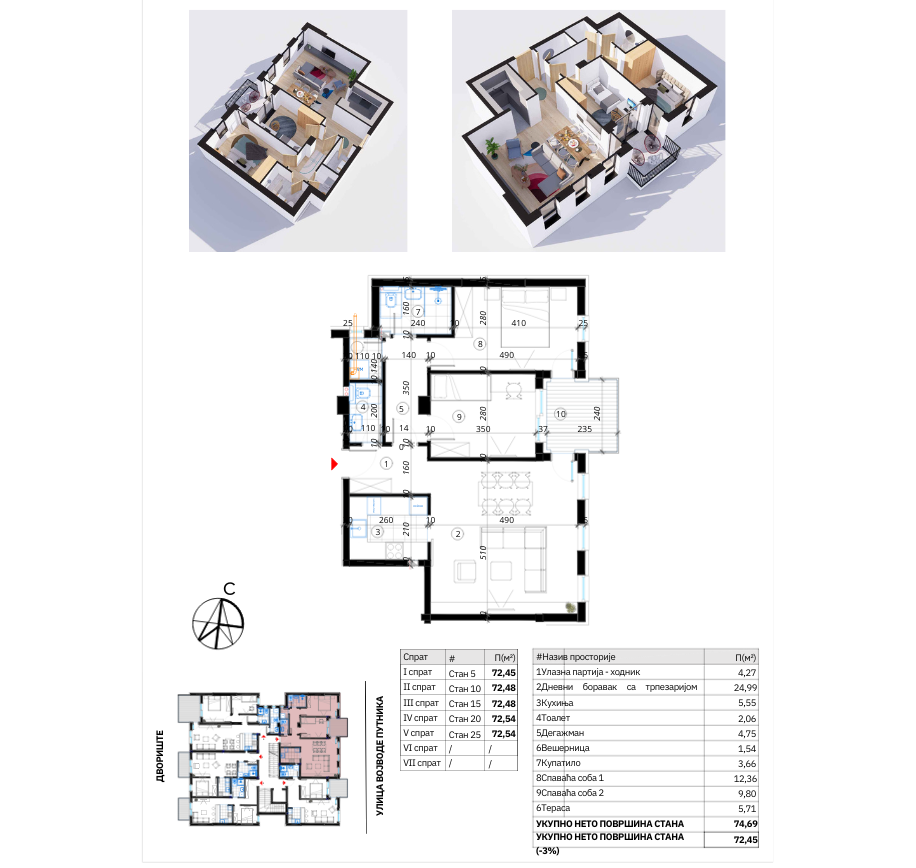 7
25
240
10
410
25
160
280
8
110
10
140
10
490
140
350
4
5
200
9
280
10
240
110
14
10
350
37
235
1
160
260
10
490
3
210
2
510
С
Спрат # П(м²)
I спрат Стан 5 72,45
II спрат Стан 10 72,48
III спрат Стан 15 72,48
IV спрат Стан 20 72,54
V спрат Стан 25 72,54
VI спрат / /
VII спрат / /
#Назив просторије П(м²)
1Улазна партија - ходник 4,27
2Дневни боравак са трпезаријом 24,99
3Кухиња 5,55
4Тоалет 2,06
5Дегажман 4,75
6Вешерница 1,54
7Купатило 3,66
8Спаваћа соба 1 12,36
9Спаваћа соба 2 9,80
6Тераса 5,71
УКУПНО НЕТО ПОВРШИНА СТАНА 74,69
УКУПНО НЕТО ПОВРШИНА СТАНА 72,45
(-3%)
ДВОРИШТЕ
УЛИЦА ВОЈВОДЕ ПУТНИКА